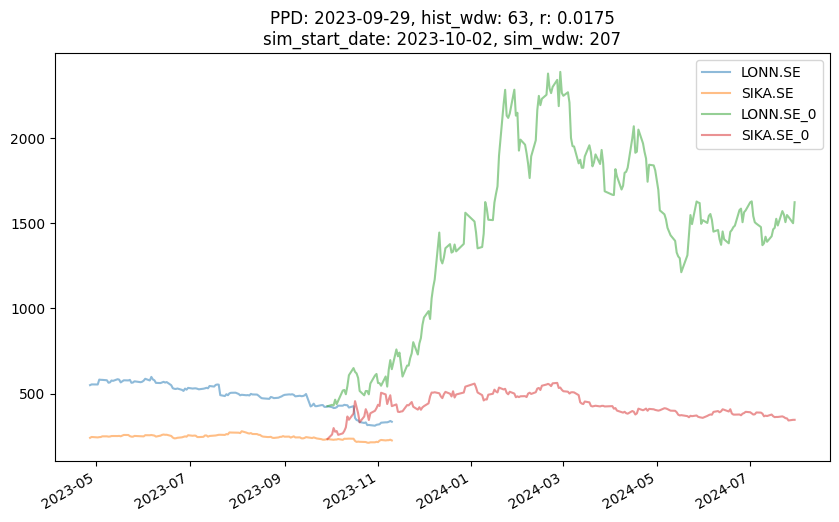 PPD: 2023-09-29, hist_wdw: 63, r: 0.0175
sim_start_date: 2023-10-02, sim_wdw: 207
LONN.SE
SIKA.SE
LONN.SE_0
SIKA.SE_0
2000
1500
1000
500
2023-05
2023-07
2023-09
2023-11
2024-01
2024-03
2024-05
2024-07